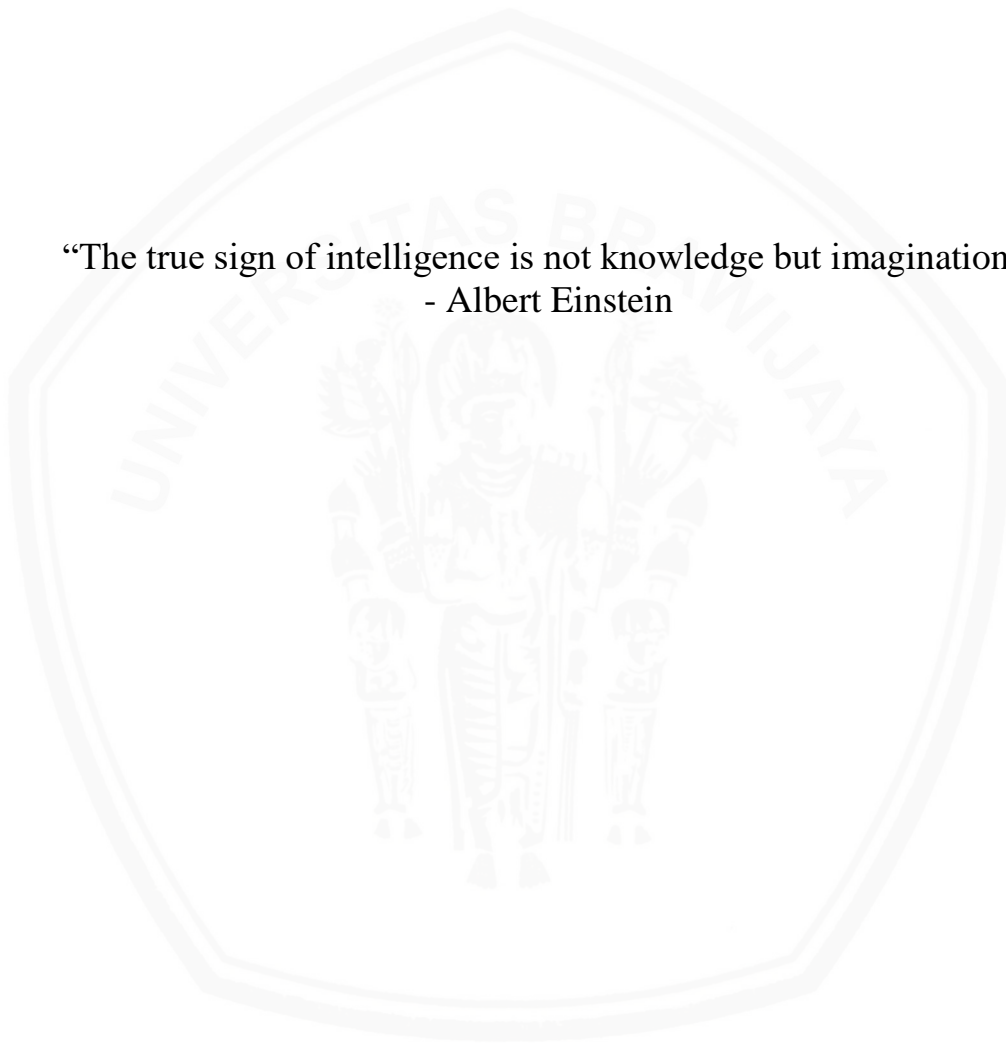 UNIVERSITAS BRAWIJAYA
“The true sign of intelligence is not knowledge but imagination
- Albert Einstein